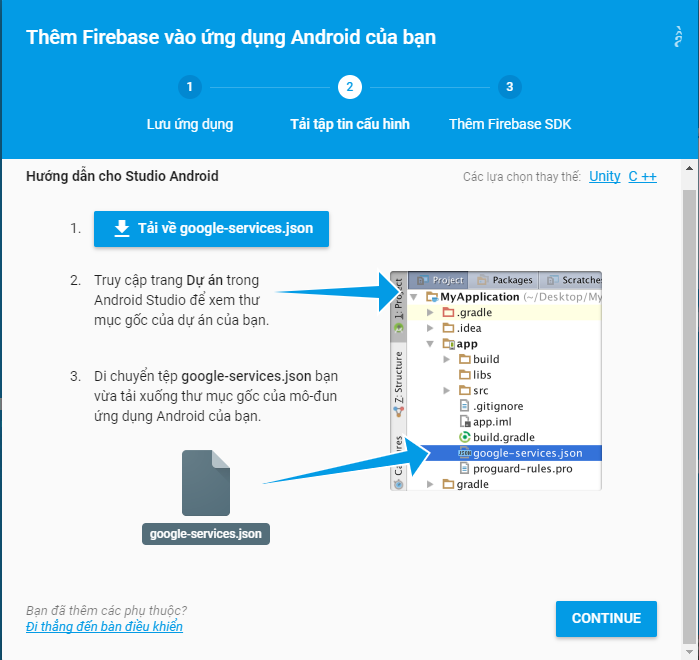 Thêm Firebase vào ứng dụng Android của bạn
1
2
3
Lưu ứng dụng
Tải tập tin cấu hình
Thêm Firebase SDK
Hướng dẫn cho Studio Android
Các lựa chọn thay thế: Unity C ++
1. Tải về google-services.json
2. Truy cập trang Dự án trong
Android Studio để xem thư
mục gốc của dự án của bạn.
3. Di chuyển tệp google-services.json bạn
vừa tải xuống thư mục gốc của mô-đun
ứng dụng Android của bạn.
google-services.json
Project
Packages
Scratches
1: Project
Z: Structure
Captures
MyApplication (~/Desktop/My
.gradle
.idea
app
build
libs
src
.gitignore
app.iml
build.gradle
google-services.json
proguard-rules.pro
gradle
Bạn đã thêm các phụ thuộc?
Đi thẳng đến bàn điều khiển
CONTINUE